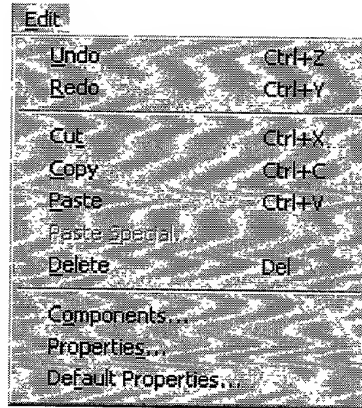 Edit
Undo Ctrl+Z
Redo Ctrl+Y
Cut Ctrl+X
Copy Ctrl+C
Paste Ctrl+V
Paste Special...
Delete Del
Components...
Properties...
Default Properties...